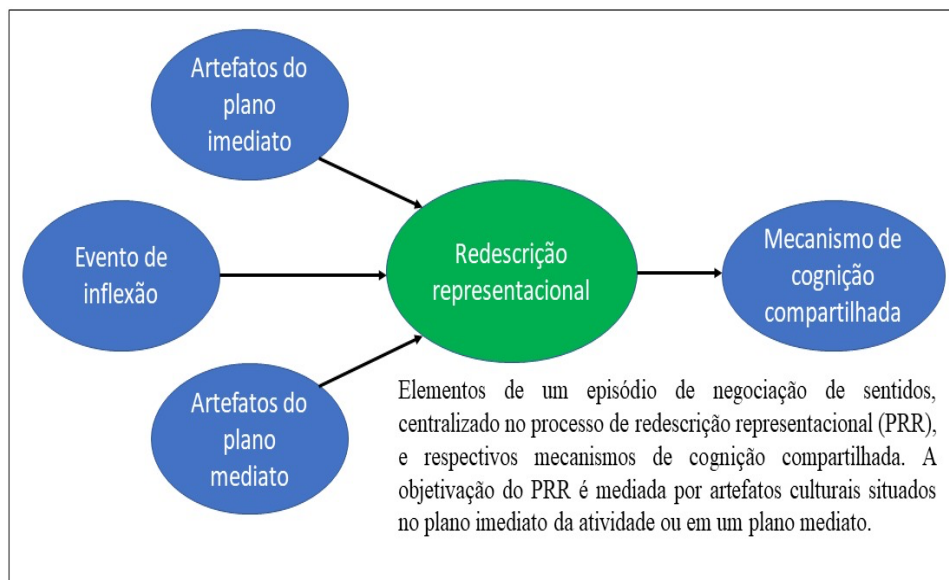 Artefatos do
plano
imediato
Evento de
inflexão
Redescrição
representacional
Mecanismo de
cognição
compartilhada
Artefatos do
plano
mediato
Elementos de um episódio de negociação de sentidos,
centralizado no processo de redescrição representacional (PRR),
e respectivos mecanismos de cognição compartilhada. A
objetivação do PRR é mediada por artefatos culturais situados
no plano imediato da atividade ou em um plano mediato.